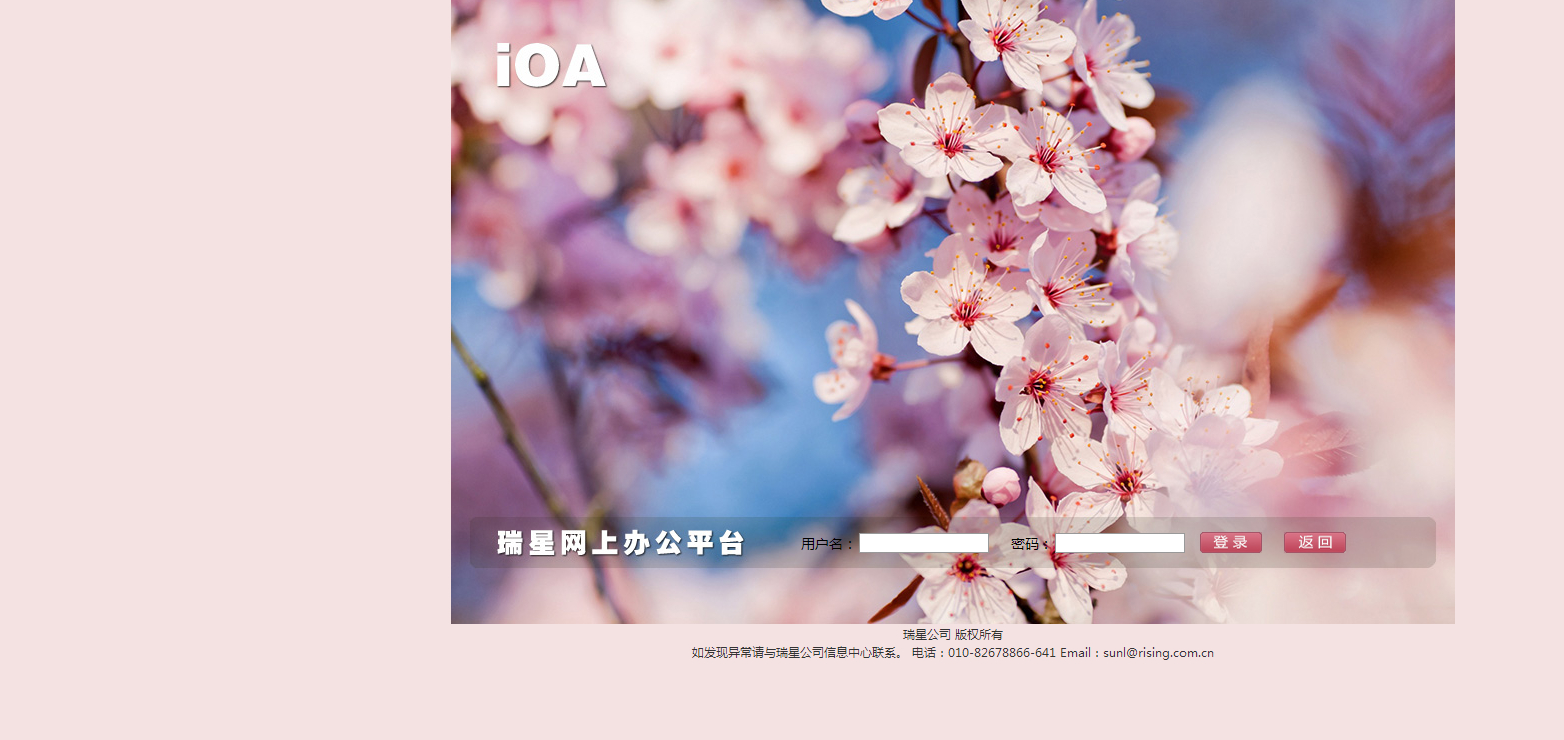 iOA
瑞星网上办公平台 用户名： 密码： 登录 返回
瑞星公司 版权所有
如发现异常请与瑞星公司信息中心联系。 电话：010-82678866-641 Email：sunl@rising.com.cn